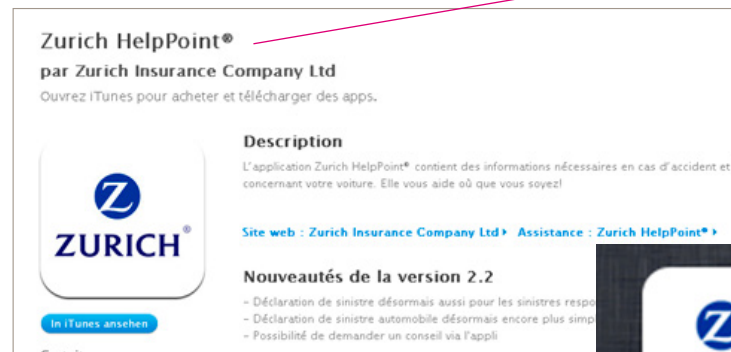 Zurich HelpPoint®
par Zurich Insurance Company Ltd
Ouvrez iTunes pour acheter et télécharger des apps.
Description
L'application Zurich HelpPoint® contient des informations nécessaires en cas d'accident et
concernant votre voiture. Elle vous aide où que vous soyez!
Z
ZURICH®
Site web : Zurich Insurance Company Ltd Assistance : Zurich HelpPoint®
Nouveautés de la version 2.2
- Déclaration de sinistre désormais aussi pour les sinistres
- Déclaration de sinistre automobile désormais encore plus
- Possibilité de demander un conseil via l'appli
In iTunes ansehen
Z